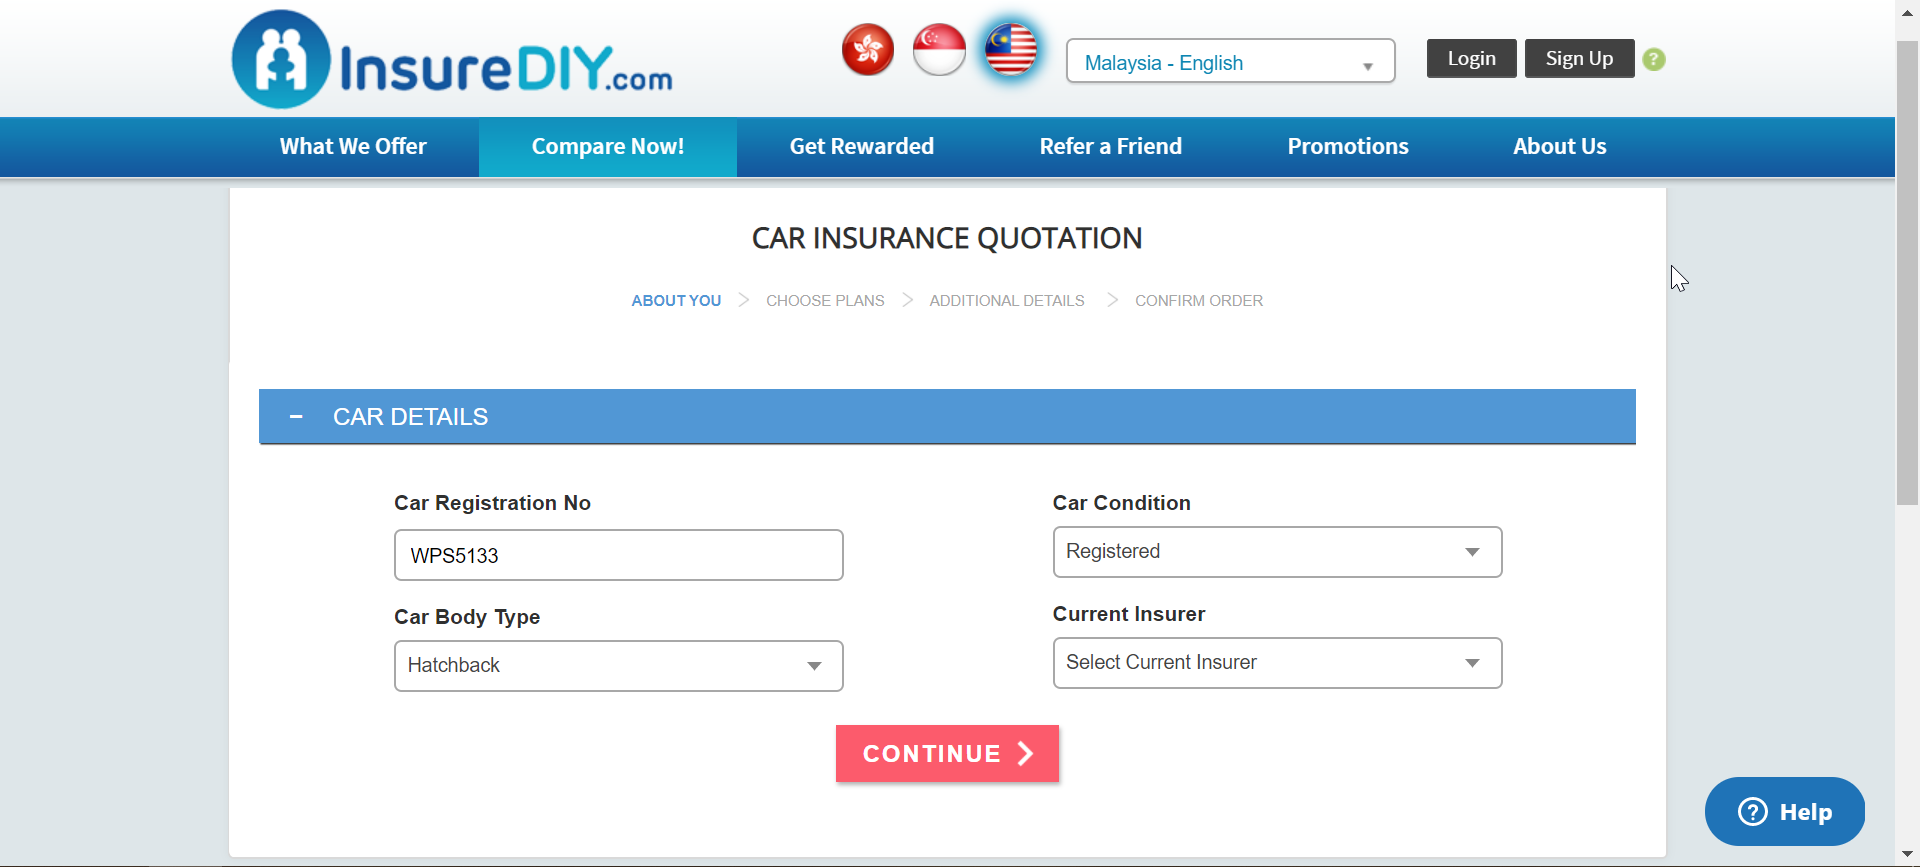 InsureDIY.com
Malaysia - English
Login
Sign Up
?
What We Offer
Compare Now!
Get Rewarded
Refer a Friend
Promotions
About Us
CAR INSURANCE QUOTATION
ABOUT YOU > CHOOSE PLANS > ADDITIONAL DETAILS > CONFIRM ORDER
− CAR DETAILS
Car Registration No
WPS5133
Car Condition
Registered
Car Body Type
Hatchback
Current Insurer
Select Current Insurer
CONTINUE
? Help